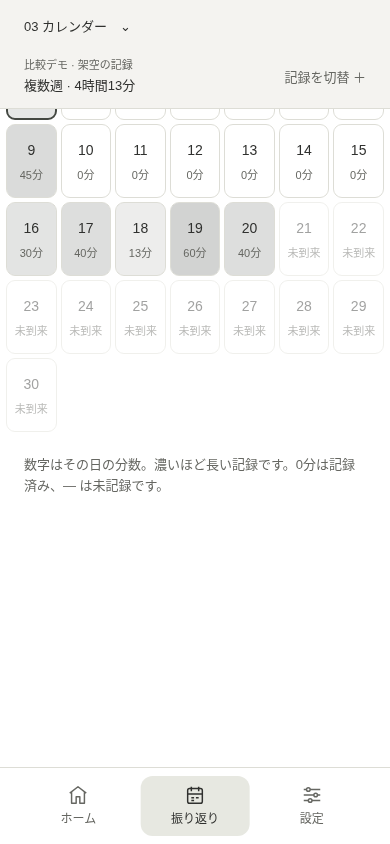 03 カレンダー
比較デモ · 架空の記録
複数週 · 4時間13分
記録を切替 ＋
9 10 11 12 13 14 15
45分 0分 0分 0分 0分 0分 0分
16 17 18 19 20 21 22
30分 40分 13分 60分 40分 未到来 未到来
23 24 25 26 27 28 29
未到来 未到来 未到来 未到来 未到来 未到来 未到来
30
未到来
数字はその日の分数。濃いほど長い記録です。0分は記録
済み、— は未記録です。
ホーム 振り返り 設定